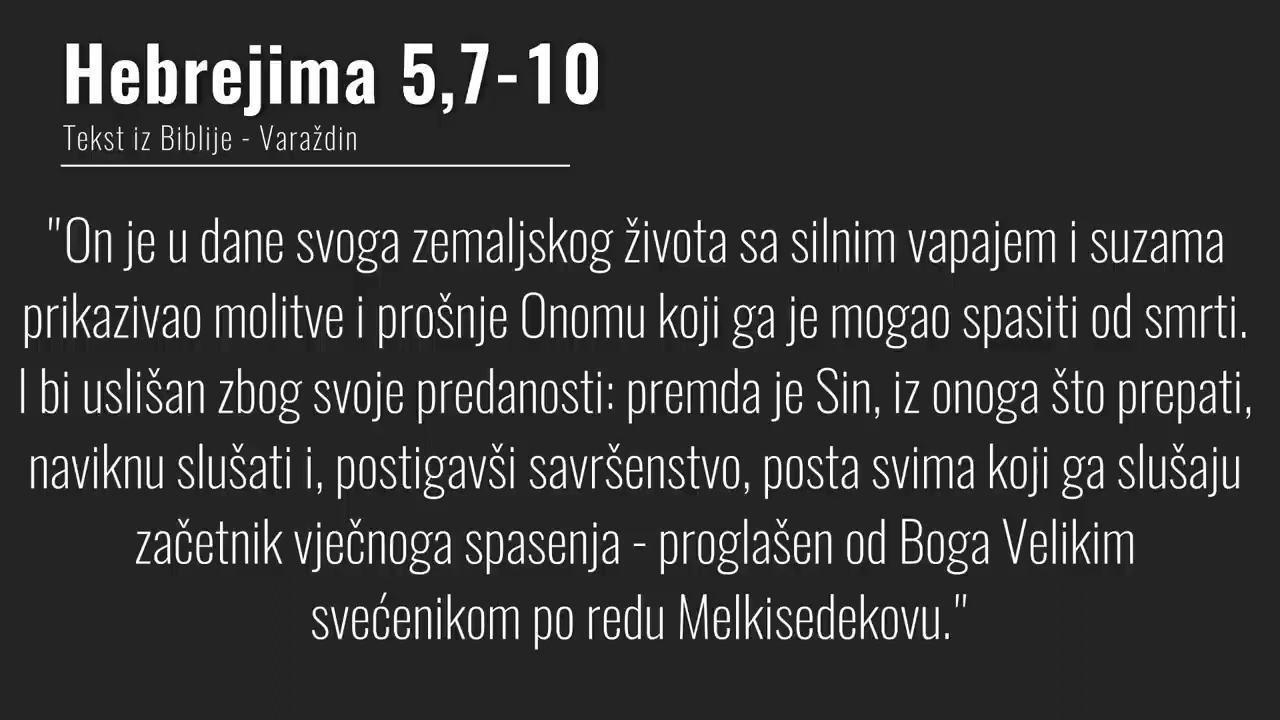 Hebrejima 5,7-10
Tekst iz Biblije - Varaždin
"On je u dane svoga zemaljskog života sa silnim vapajem i suzama
prikazivao molitve i prošnje Onomu koji ga je mogao spasiti od smrti.
I bi uslišan zbog svoje predanosti: premda je Sin, iz onoga što prepati,
naviknu slušati i, postigavši savršenstvo, posta svima koji ga slušaju
začetnik vječnoga spasenja - proglašen od Boga Velikim
svećenikom po redu Melkisedekovu."